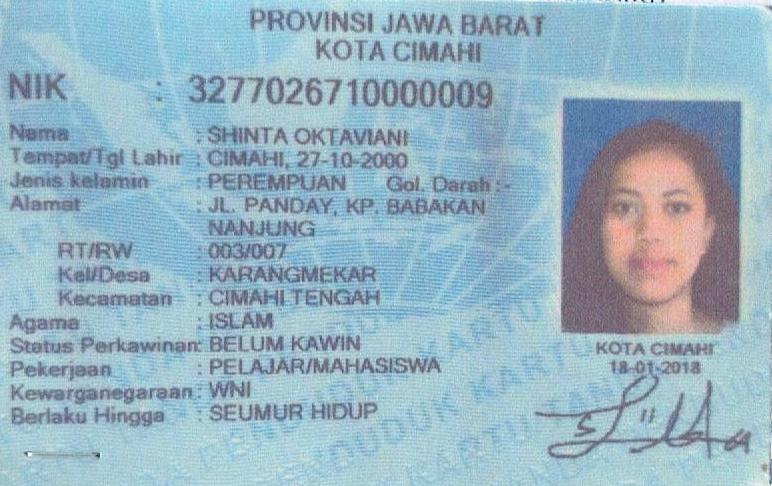 PROVINSI JAWA BARAT
KOTA CIMAHI
NIK : 3277026710000009
Nama : SHINTA OKTAVIANI
Tempat/Tgl Lahir : CIMAHI, 27-10-2000
Jenis kelamin : PEREMPUAN Gol. Darah :-
Alamat : JL. PANDAY, KP. BABAKAN
NANJUNG
RT/RW : 003/007
Kel/Desa : KARANGMEKAR
Kecamatan : CIMAHI TENGAH
Agama : ISLAM
Status Perkawinan: BELUM KAWIN
Pekerjaan : PELAJAR/MAHASISWA
Kewarganegaraan: WNI
Berlaku Hingga : SEUMUR HIDUP
KOTA CIMAHI
18-01-2018